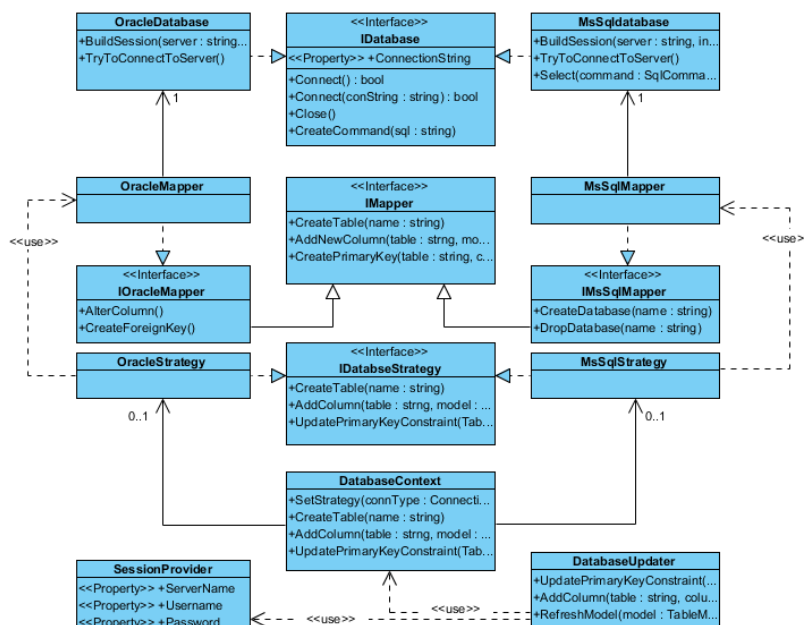 OracleDatabase
+BuildSession(server : string...
+TryToConnectToServer()
<<Interface>>
IDatabase
<<Property>> +ConnectionString
+Connect() : bool
+Connect(conString : string) : bool
+Close()
+CreateCommand(sql : string)
MsSqldatabase
+BuildSession(server : string, in...
+TryToConnectToServer()
+Select(command : SqlComma...
1
1
OracleMapper
<<Interface>>
IMapper
+CreateTable(name : string)
+AddNewColumn(table : strng, mo...
+CreatePrimaryKey(table : string, c...
MsSqlMapper
<<use>>
<<use>>
<<Interface>>
IOracleMapper
+AlterColumn()
+CreateForeignKey()
<<Interface>>
IMsSqlMapper
+CreateDatabase(name : string)
+DropDatabase(name : string)
OracleStrategy
<<Interface>>
IDatabseStrategy
+CreateTable(name : string)
+AddColumn(table : strng, model : ...
+UpdatePrimaryKeyConstraint(Tab...
MsSqlStrategy
0..1
0..1
DatabaseContext
+SetStrategy(connType : Connecti...
+CreateTable(name : string)
+AddColumn(table : strng, model : ...
+UpdatePrimaryKeyConstraint(Tab...
SessionProvider
<<Property>> +ServerName
<<Property>> +Username
<<Property>> +Password
DatabaseUpdater
+UpdatePrimaryKeyConstraint(...
+AddColumn(table : string, colu...
+RefreshModel(model : TableM...
<<use>>
<<use>>